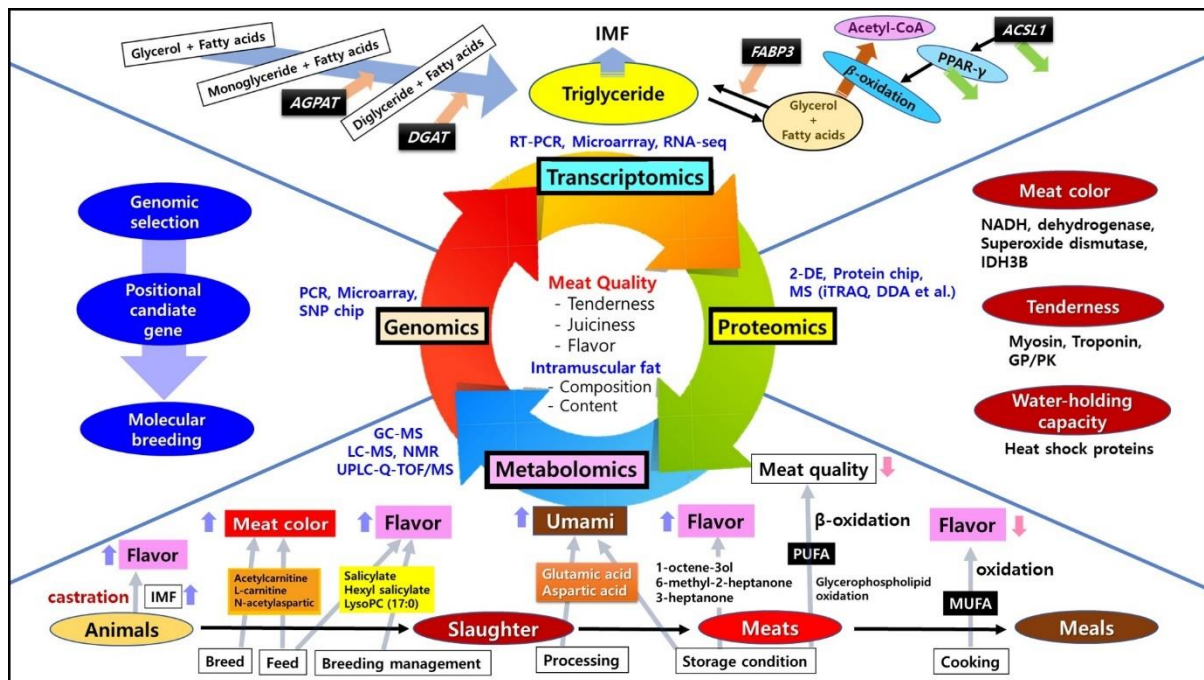 Glycerol + Fatty acids
Monoglyceride + Fatty acids
Diglyceride + Fatty acids
AGPAT
DGAT
IMF
Triglyceride
FABP3
Acetyl-CoA
ACSL1
PPAR-γ
β-oxidation
Glycerol
+
Fatty acids
RT-PCR, Microarrray, RNA-seq
Transcriptomics
Genomic
selection
Positional
candiate
gene
Molecular
breeding
PCR, Microarray,
SNP chip
Genomics
Meat Quality
- Tenderness
- Juiciness
- Flavor
Intramuscular fat
- Composition
- Content
2-DE, Protein chip,
MS (iTRAQ, DDA et al.)
Proteomics
Meat color
NADH, dehydrogenase,
Superoxide dismutase,
IDH3B
Tenderness
Myosin, Troponin,
GP/PK
Water-holding
capacity
Heat shock proteins
GC-MS
LC-MS, NMR
UPLC-Q-TOF/MS
Metabolomics
Flavor
castration
IMF
Animals
Meat color
Acetylcarnitine
L-carnitine
N-acetylaspartic
Flavor
Salicylate
Hexyl salicylate
LysoPC (17:0)
Umami
Glutamic acid
Aspartic acid
Flavor
1-octene-3ol
6-methyl-2-heptanone
3-heptanone
Meat quality
β-oxidation
PUFA
Glycerophospholipid
oxidation
Flavor
oxidation
MUFA
Slaughter
Meats
Meals
Breed
Feed
Breeding management
Processing
Storage condition
Cooking